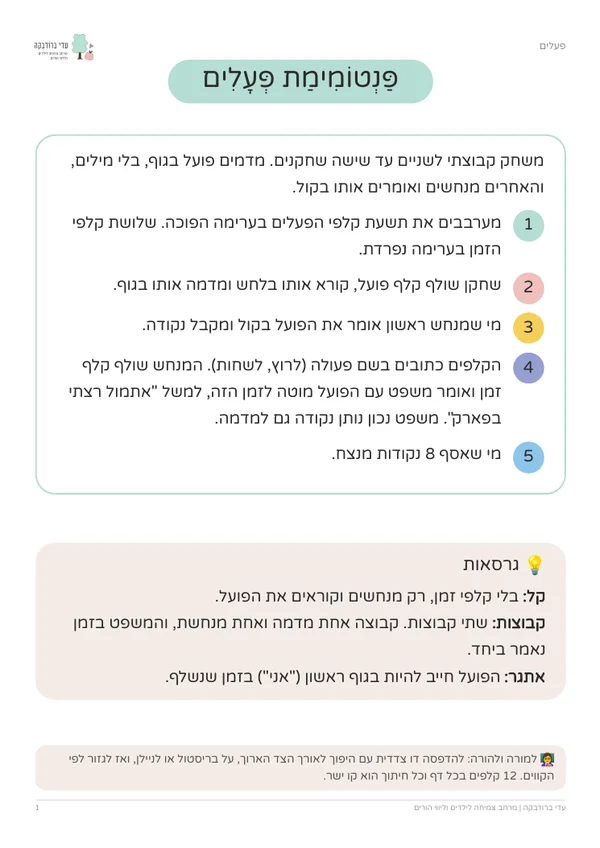 פעלים
עדי ברודבקה
פַּנְטוֹמִימַת פְּעָלִים
משחק קבוצתי לשניים עד שישה שחקנים. מדמים פועל בגוף, בלי מילים,
והאחרים מנחשים ואומרים אותו בקול.
1 מערבבים את תשעת קלפי הפעלים בערימה הפוכה. שלושת קלפי
הזמן בערימה נפרדת.
2 שחקן שולף קלף פועל, קורא אותו בלחש ומדמה אותו בגוף.
3 מי שמנחש ראשון אומר את הפועל בקול ומקבל נקודה.
4 הקלפים כתובים בשם פעולה (לרוץ, לשחות). המנחש שולף קלף
זמן ואומר משפט עם הפועל מוטה לזמן הזה, למשל "אתמול רצתי
בפארק". משפט נכון נותן נקודה גם למדמה.
5 מי שאסף 8 נקודות מנצח.
💡 גרסאות
קל: בלי קלפי זמן, רק מנחשים וקוראים את הפועל.
קבוצות: שתי קבוצות. קבוצה אחת מדמה ואחת מנחשת, והמשפט בזמן
נאמר ביחד.
אתגר: הפועל חייב להיות בגוף ראשון ("אני") בזמן שנשלף.
👩‍🏫 למורה ולהורה: להדפסה דו צדדית עם היפוך לאורך הצד הארוך, על בריסטול או לניילן, ואז לגזור לפי
הקווים. 12 קלפים בכל דף וכל חיתוך הוא קו ישר.
עדי ברודבקה | מרחב צמיחה לילדים וליווי הורים
1